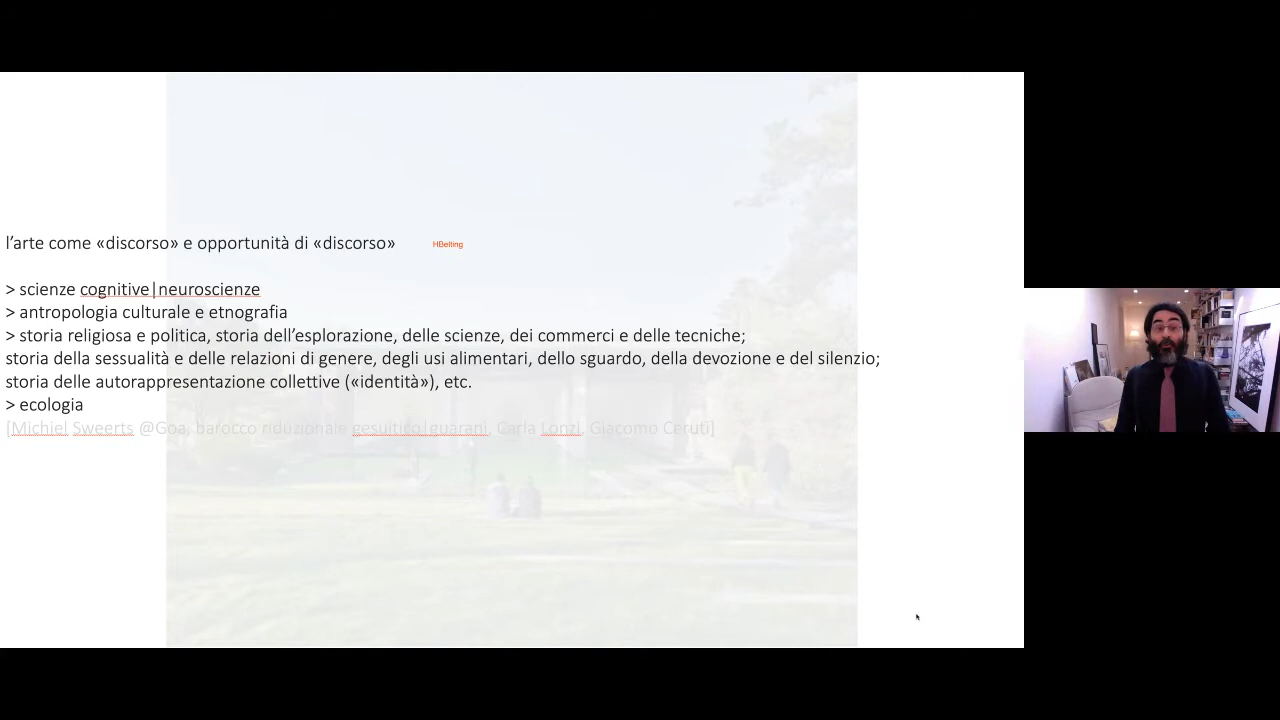 l’arte come «discorso» e opportunità di «discorso» HBelting
> scienze cognitive|neuroscienze
> antropologia culturale e etnografia
> storia religiosa e politica, storia dell’esplorazione, delle scienze, dei commerci e delle tecniche;
storia della sessualità e delle relazioni di genere, degli usi alimentari, dello sguardo, della devozione e del silenzio;
storia delle autorappresentazione collettive («identità»), etc.
> ecologia
[Michiel Sweerts @Goa, barocco riduzionale gesuitico|guarani, Carla Lonzi, Giacomo Ceruti]